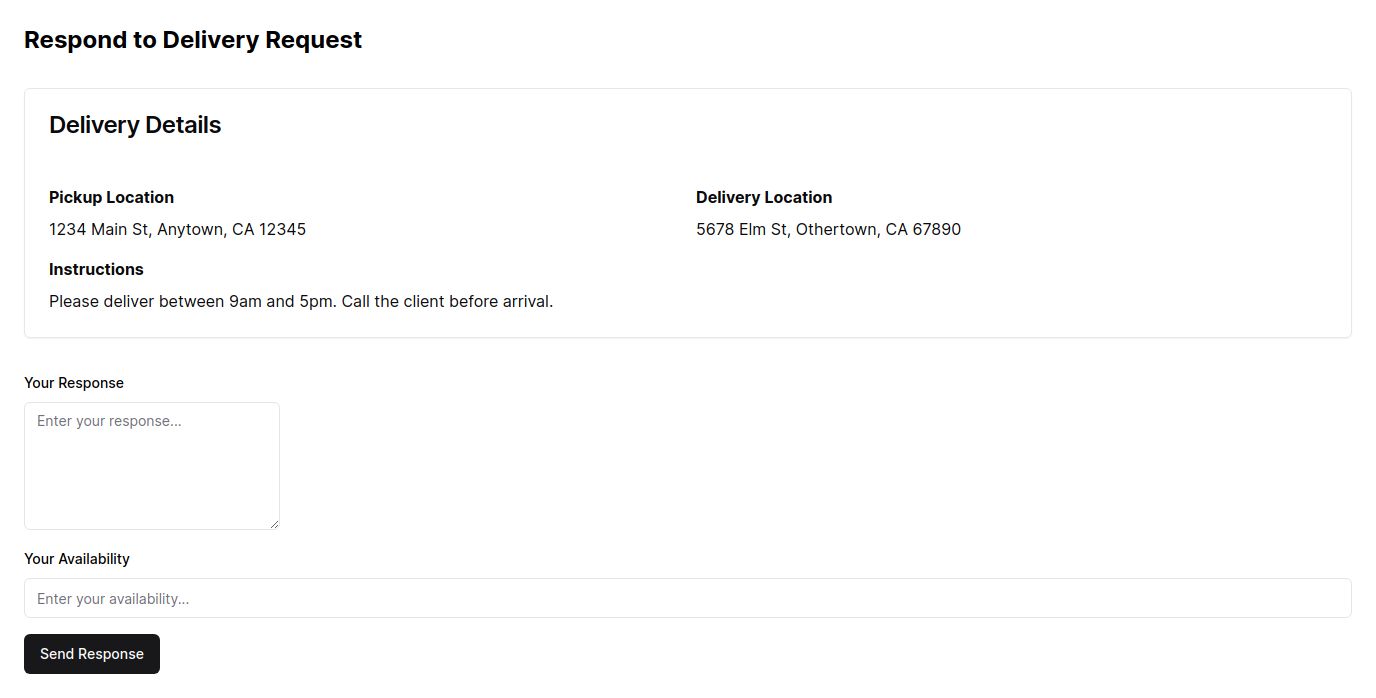 Respond to Delivery Request
Delivery Details
Pickup Location
1234 Main St, Anytown, CA 12345
Delivery Location
5678 Elm St, Othertown, CA 67890
Instructions
Please deliver between 9am and 5pm. Call the client before arrival.
Your Response
Enter your response...
Your Availability
Enter your availability...
Send Response